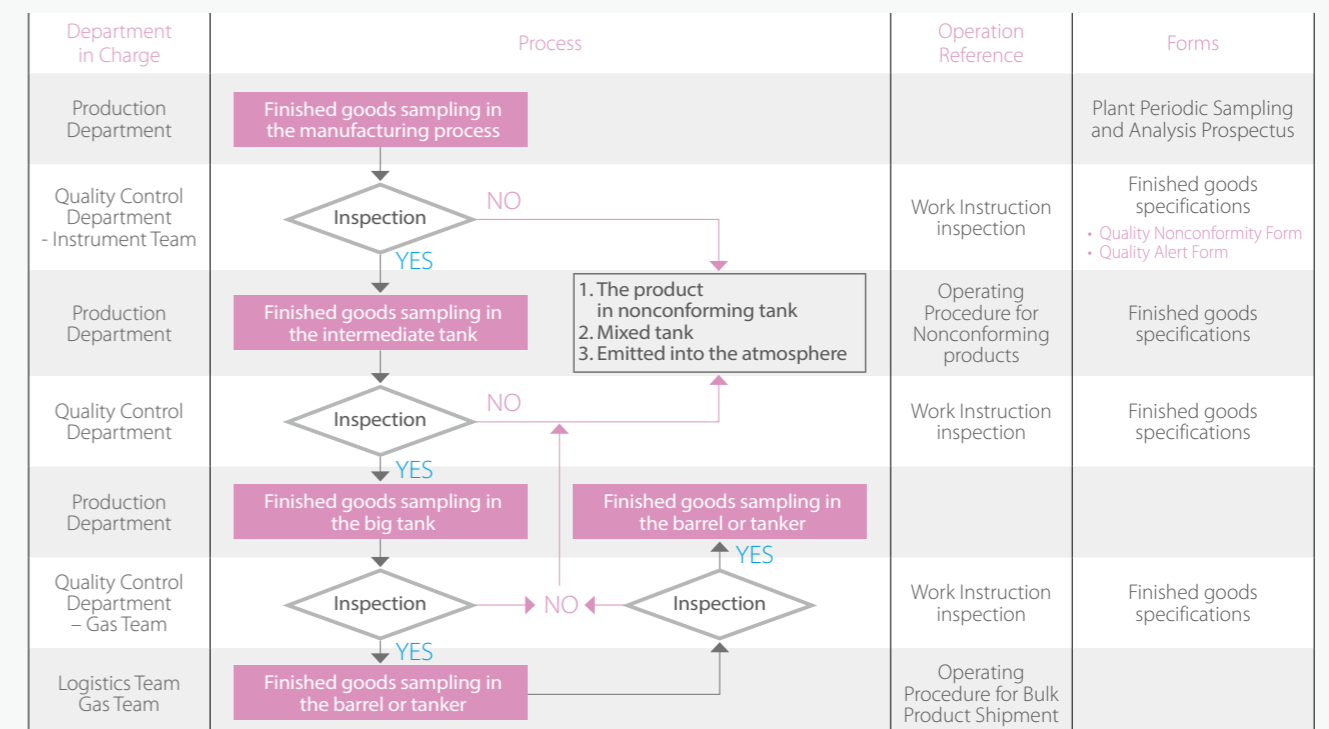 Department
in Charge
Process
Operation
Reference
Forms
Production
Department
Finished goods sampling in
the manufacturing process
Plant Periodic Sampling
and Analysis Prospectus
Quality Control
Department
- Instrument Team
Inspection
NO
YES
Work Instruction
inspection
Finished goods
specifications
• Quality Nonconformity Form
• Quality Alert Form
Production
Department
Finished goods sampling in
the intermediate tank
1. The product
in nonconforming tank
2. Mixed tank
3. Emitted into the atmosphere
Operating
Procedure for
Nonconforming
products
Finished goods
specifications
Quality Control
Department
Inspection
NO
YES
Work Instruction
inspection
Finished goods
specifications
Production
Department
Finished goods sampling in
the big tank
Finished goods sampling in
the barrel or tanker
YES
Quality Control
Department
– Gas Team
Inspection
NO
Inspection
YES
Work Instruction
inspection
Finished goods
specifications
Logistics Team
Gas Team
Finished goods sampling in
the barrel or tanker
Operating
Procedure for Bulk
Product Shipment